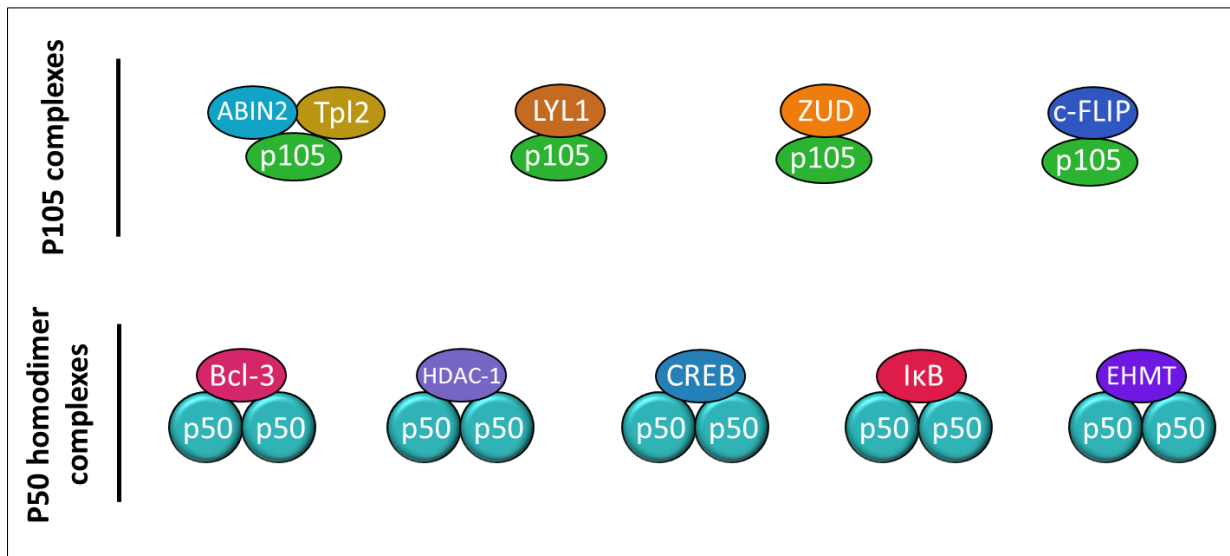 P105 complexes
ABIN2 Tpl2 LYL1 ZUD c-FLIP
p105 p105 p105 p105
P50 homodimer
complexes
Bcl-3 HDAC-1 CREB IκB EHMT
p50 p50 p50 p50 p50 p50 p50 p50 p50 p50